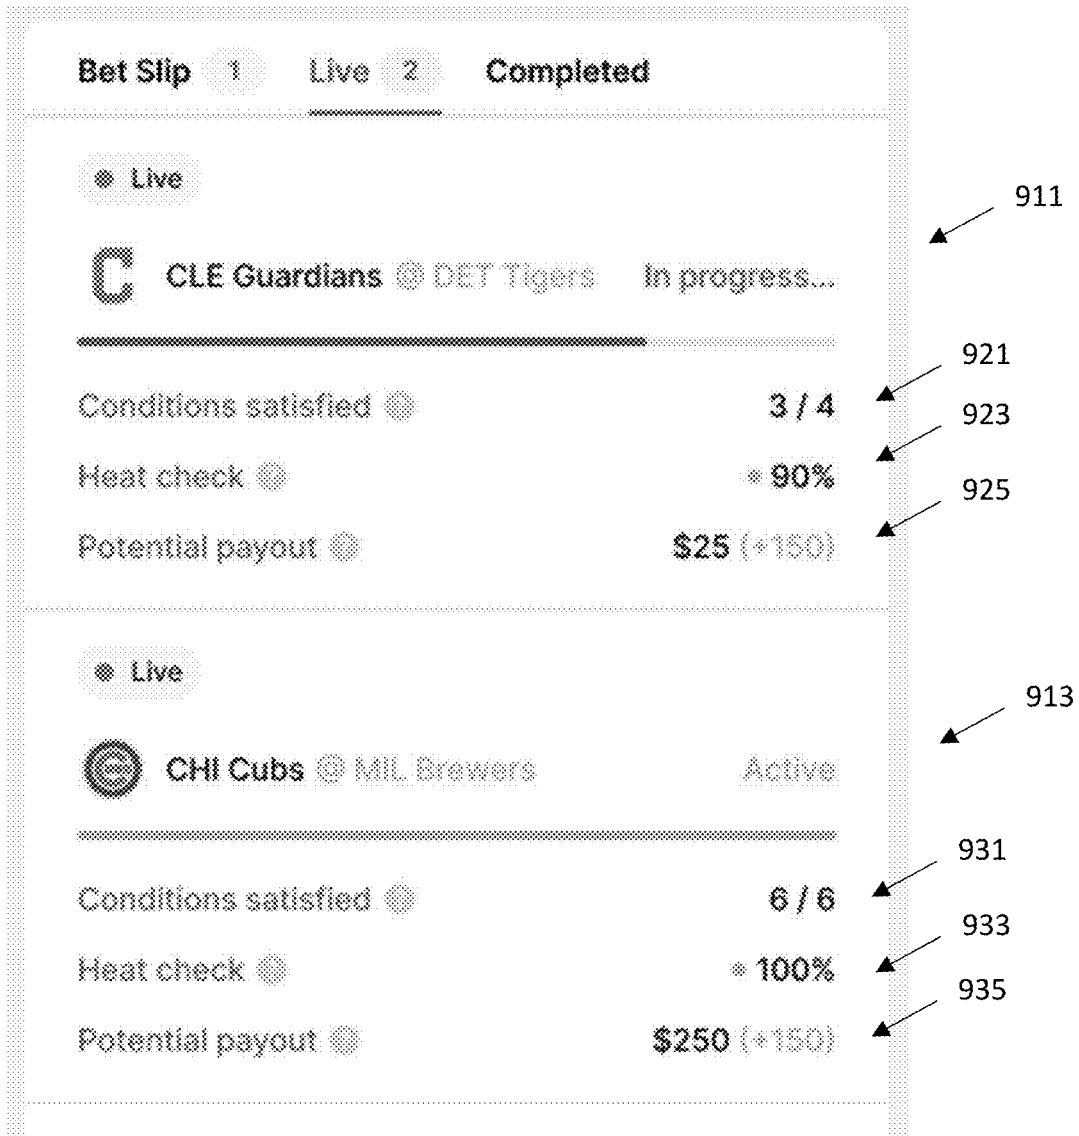 Bet Slip 1 Live 2 Completed
Live
911
C CLE Guardians @ DET Tigers In progress...
921
Conditions satisfied 3 / 4
923
Heat check 90%
925
Potential payout $25 (+150)
Live
913
CHI Cubs @ MIL Brewers Active
931
Conditions satisfied 6 / 6
933
Heat check 100%
935
Potential payout $250 (+150)